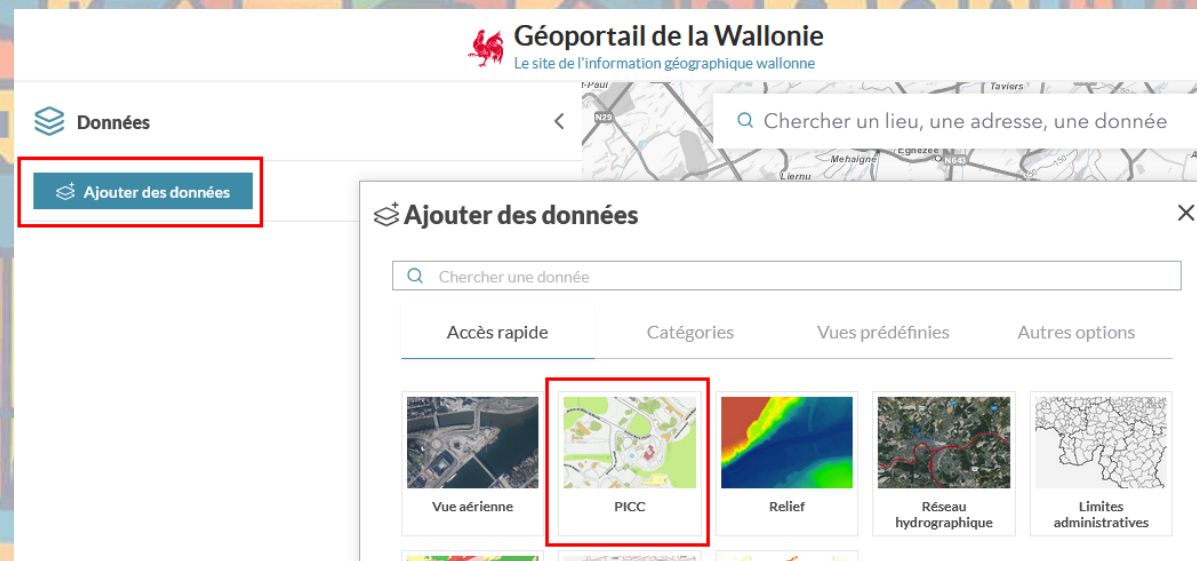 Géoportail de la Wallonie
Le site de l'information géographique wallonne
Données
t-Paul
Taviers
N29
Chercher un lieu, une adresse, une donnée
Mehaigne
Eghezée
N643
Liernu
Ajouter des données
Ajouter des données
Chercher une donnée
Accès rapide
Catégories
Vues prédéfinies
Autres options
Vue aérienne
PICC
Relief
Réseau
hydrographique
Limites
administratives